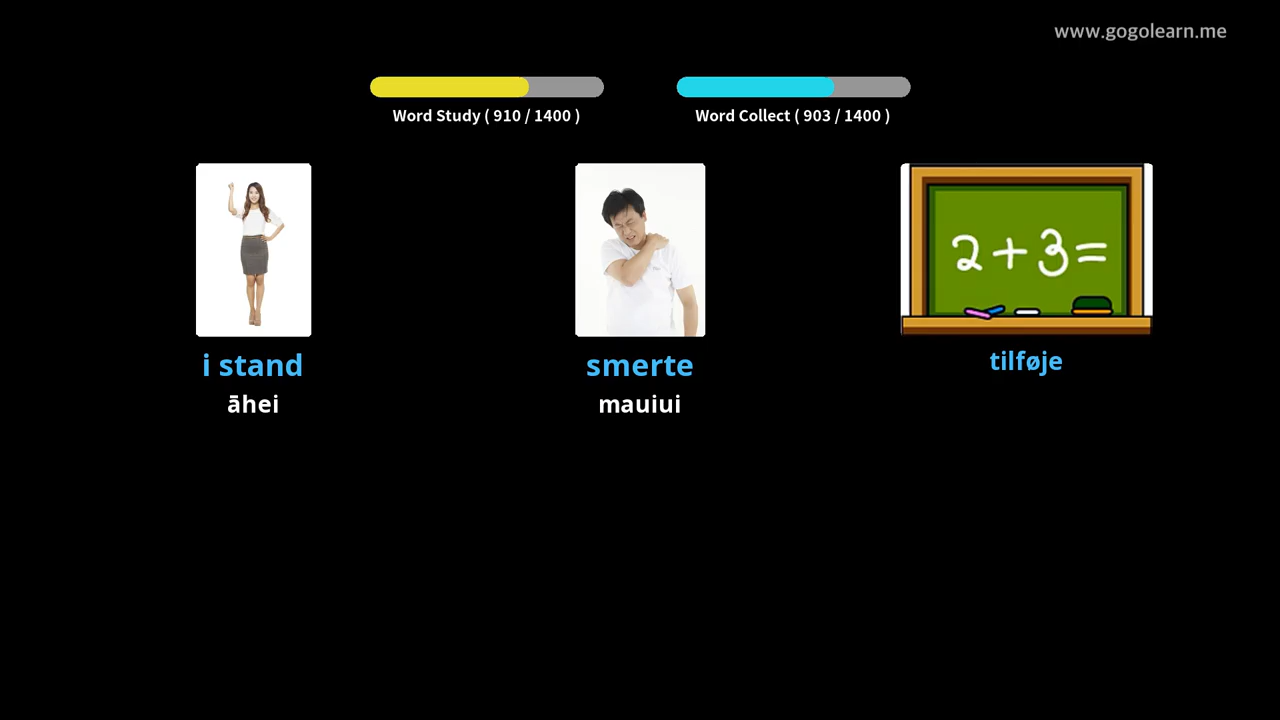 www.gogolearn.me
Word Study ( 910 / 1400 )
Word Collect ( 903 / 1400 )
2+3=
i stand
smerte
tilføje
āhei
mauiui